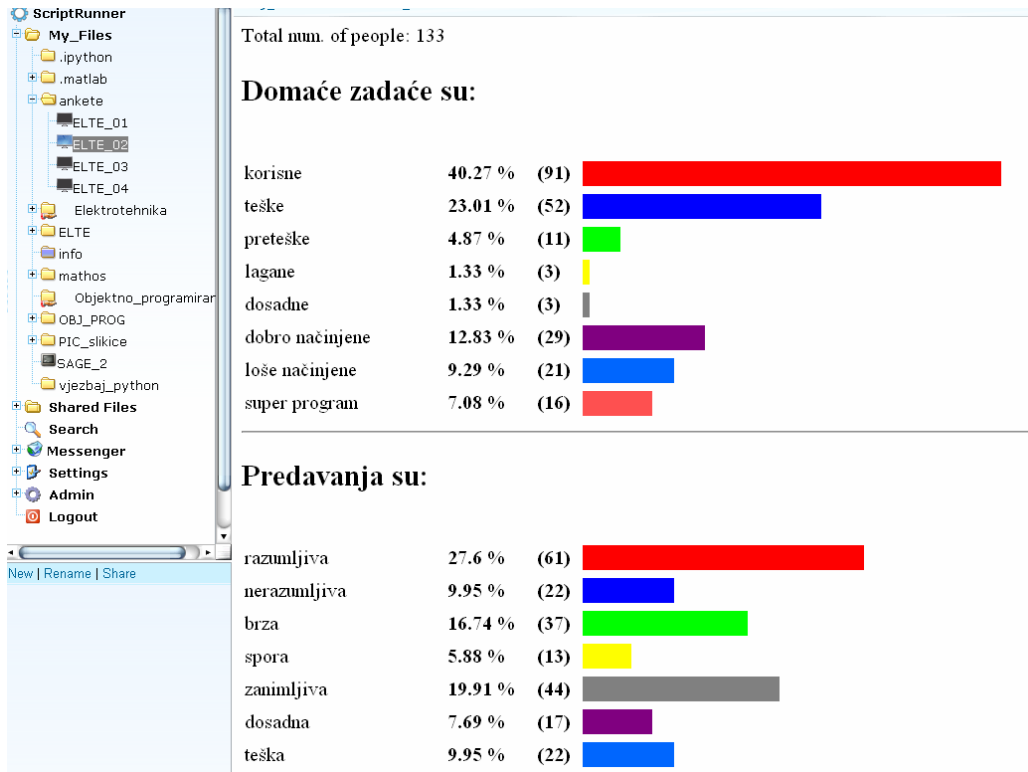 ScriptRunner
My_Files
.ipython
.matlab
ankete
ELTE_01
ELTE_02
ELTE_03
ELTE_04
Elektrotehnika
ELTE
info
mathos
Objektno_programiran
OBJ_PROG
PIC_slikice
SAGE_2
vjezbaj_python
Shared Files
Search
Messenger
Settings
Admin
Logout
New | Rename | Share
Total num. of people: 133
Domaće zadaće su:
korisne 40.27 % (91)
teške 23.01 % (52)
preteške 4.87 % (11)
lagane 1.33 % (3)
dosadne 1.33 % (3)
dobro načinjene 12.83 % (29)
loše načinjene 9.29 % (21)
super program 7.08 % (16)
Predavanja su:
razumljiva 27.6 % (61)
nerazumljiva 9.95 % (22)
brza 16.74 % (37)
spora 5.88 % (13)
zanimljiva 19.91 % (44)
dosadna 7.69 % (17)
teška 9.95 % (22)